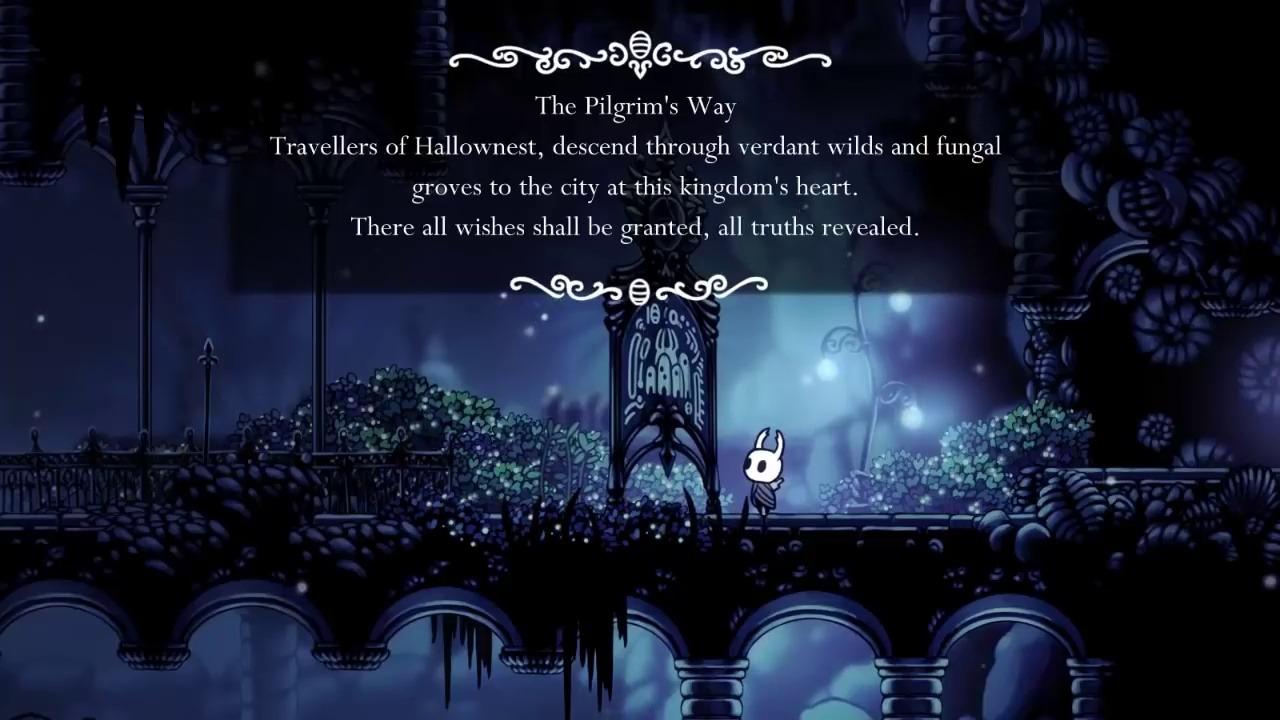 The Pilgrim's Way
Travellers of Hallownest, descend through verdant wilds and fungal
groves to the city at this kingdom's heart.
There all wishes shall be granted, all truths revealed.